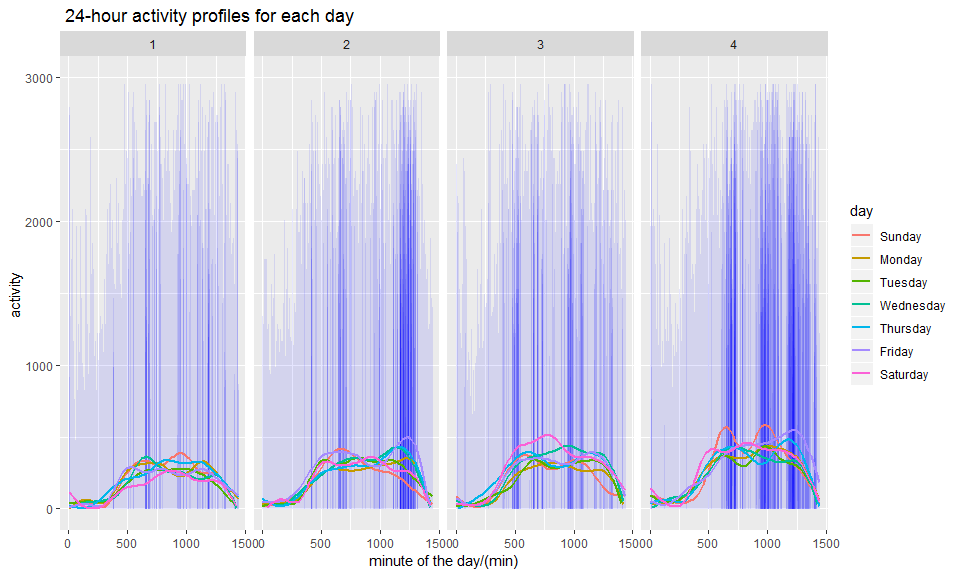 24-hour activity profiles for each day
1 2 3 4
3000
2000
1000
0
activity
0 500 1000 1500 0 500 1000 1500 0 500 1000 1500 0 500 1000 1500
minute of the day/(min)
day
Sunday
Monday
Tuesday
Wednesday
Thursday
Friday
Saturday